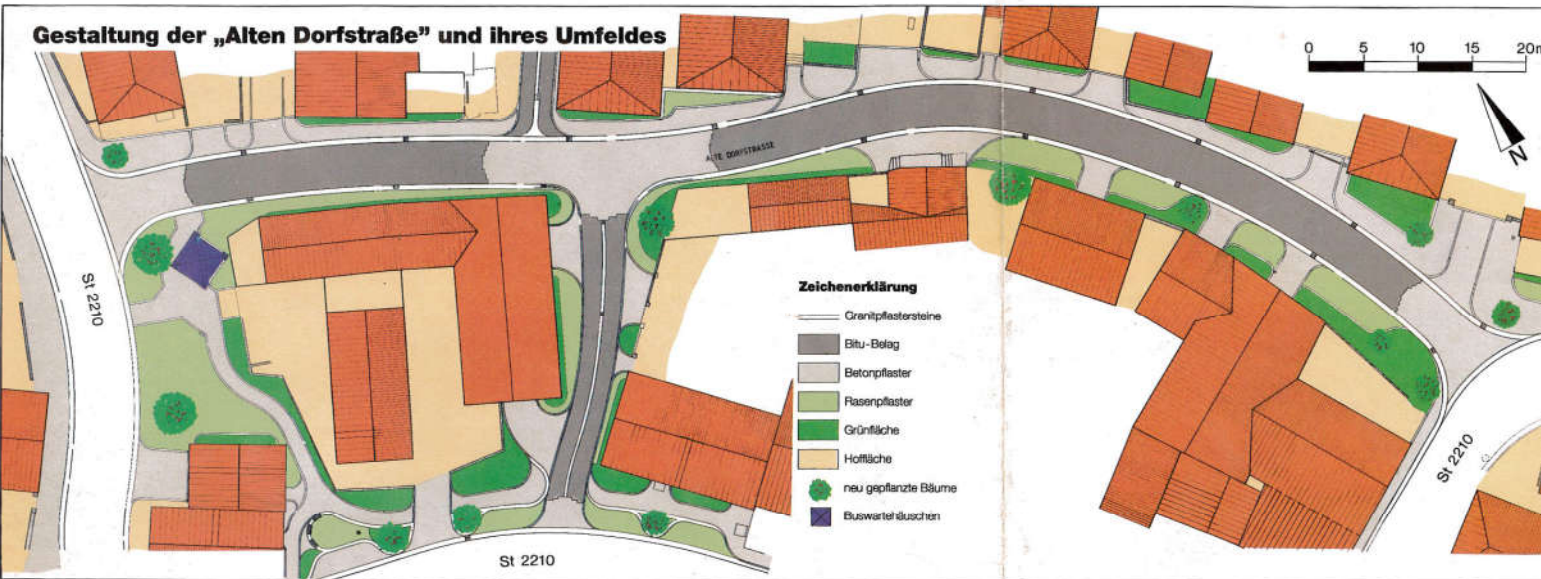 Gestaltung der „Alten Dorfstraße” und ihres Umfeldes
0 5 10 15 20m
N
ALTE DORFSTRASSE
St 2210
Zeichenerklärung
Granitpflastersteine
Bitu-Belag
Betonpflaster
Rasenpflaster
Grünfläche
Hoffläche
neu gepflanzte Bäume
Buswartehäuschen
St 2210
St 2210